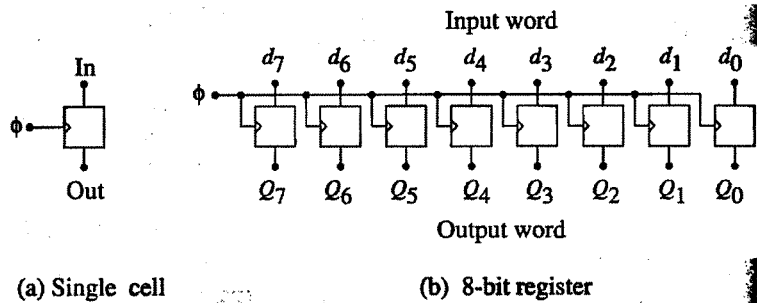 Input word
In
d7 d6 d5 d4 d3 d2 d1 d0
ϕ
ϕ
Out
Q7 Q6 Q5 Q4 Q3 Q2 Q1 Q0
Output word
(a) Single cell
(b) 8-bit register